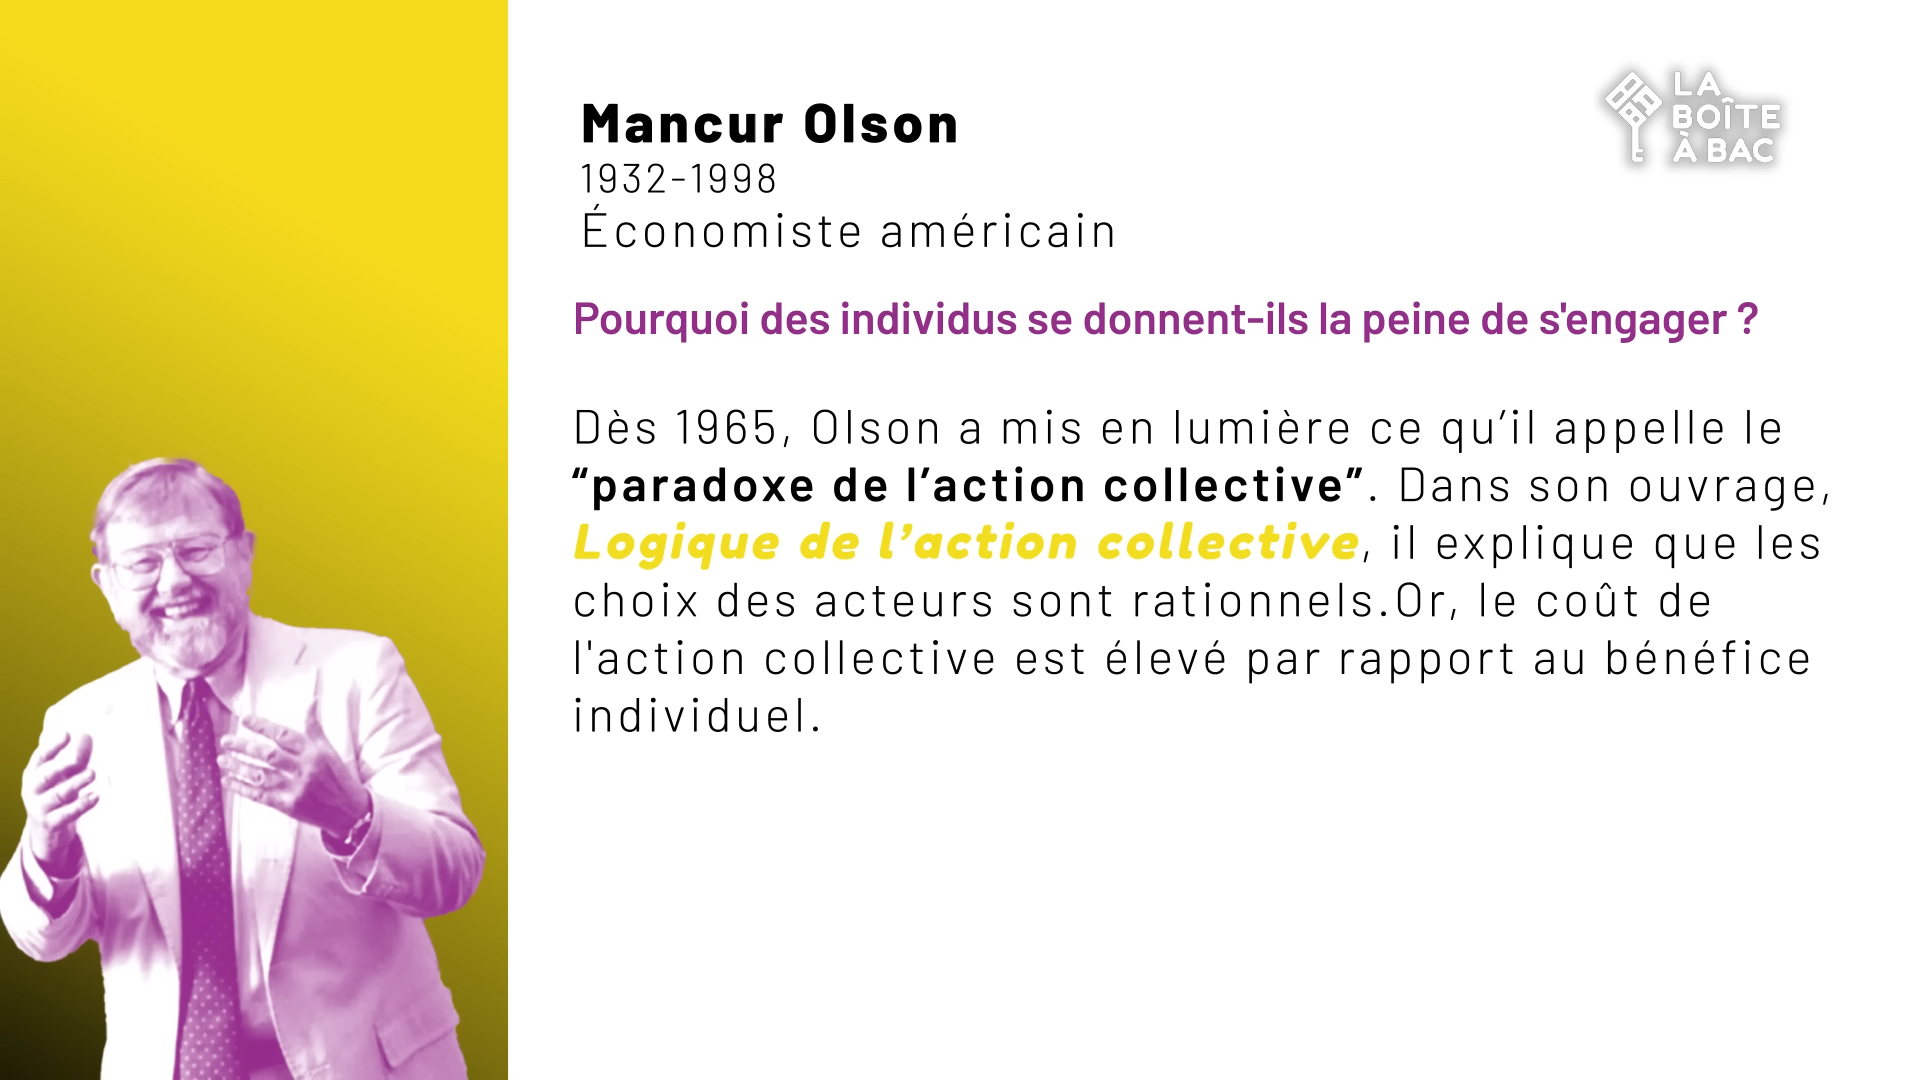 Mancur Olson
1932-1998
Économiste américain
LA
BOÎTE
À BAC
Pourquoi des individus se donnent-ils la peine de s'engager ?
Dès 1965, Olson a mis en lumière ce qu’il appelle le
“paradoxe de l’action collective”. Dans son ouvrage,
Logique de l’action collective, il explique que les
choix des acteurs sont rationnels.Or, le coût de
l'action collective est élevé par rapport au bénéfice
individuel.